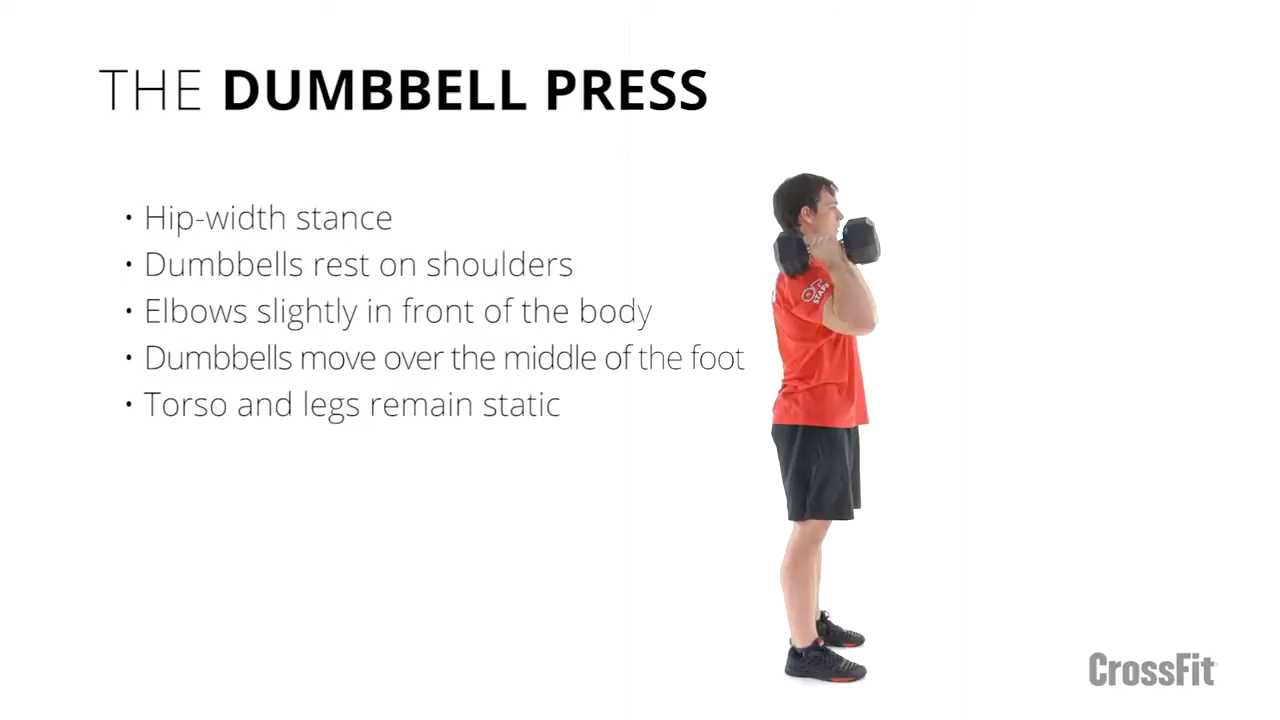 THE DUMBBELL PRESS
• Hip-width stance
• Dumbbells rest on shoulders
• Elbows slightly in front of the body
• Dumbbells move over the middle of the foot
• Torso and legs remain static
STAFF
CrossFit